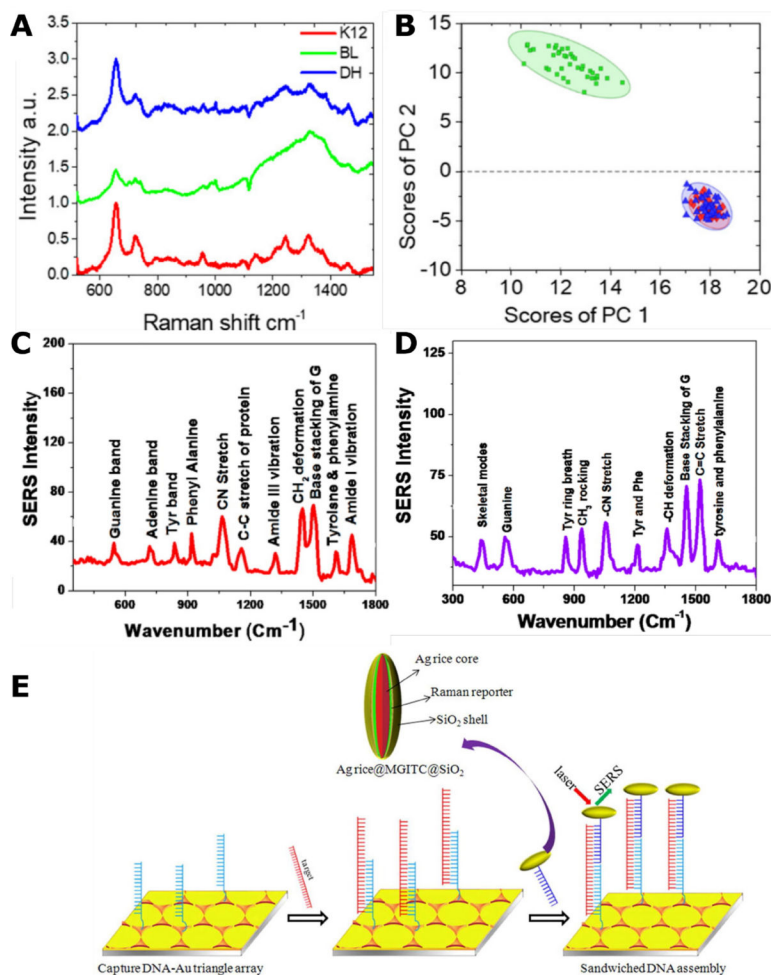 A
K12
BL
DH
Intensity a.u.
3.5
3.0
2.5
2.0
1.5
1.0
0.5
0.0
600 800 1000 1200 1400
Raman shift cm⁻¹
B
Scores of PC 2
15
10
5
0
-5
-10
-15
8 10 12 14 16 18 20
Scores of PC 1
C
SERS Intensity
200
160
120
80
40
0
Guanine band
Adenine band
Tyr band
Phenyl Alanine
CN Stretch
C-C stretch of protein
Amide III vibration
CH₂ deformation
Base stacking of G
Tyrolsne & phenylamine
Amide I vibration
600 900 1200 1500 1800
Wavenumber (Cm⁻¹)
D
SERS Intensity
125
100
75
50
25
Skeletal modes
Guanine
Tyr ring breath
CH₃ rocking
-CN Stretch
Tyr and Phe
-CH deformation
Base Stacking of G
C=C Stretch
tyrosine and phenylalanine
300 600 900 1200 1500 1800
Wavenumber (Cm⁻¹)
E
Ag rice core
Raman reporter
SiO₂ shell
Ag rice@MGITC@SiO₂
target
laser
SERS
Capture DNA-Au triangle array
Sandwiched DNA assembly